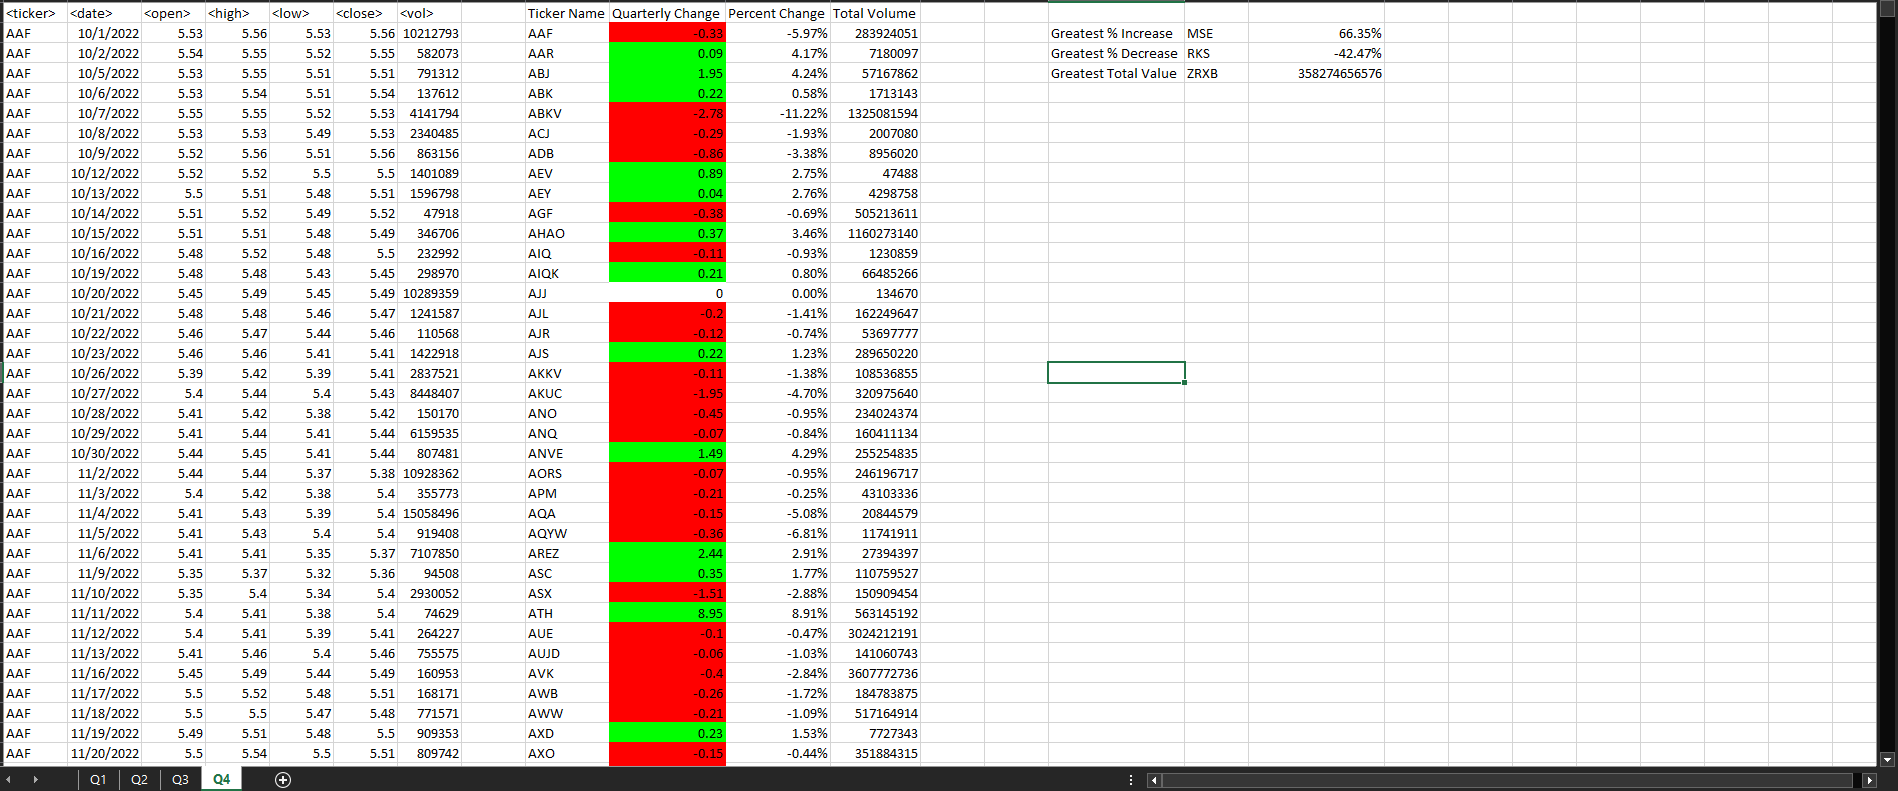 <ticker> <date> <open> <high> <low> <close> <vol> Ticker Name Quarterly Change Percent Change Total Volume
AAF 10/1/2022 5.53 5.56 5.53 5.56 10212793 AAF -0.33 -5.97% 283924051 Greatest % Increase MSE 66.35%
AAF 10/2/2022 5.54 5.55 5.52 5.55 582073 AAR 0.09 4.17% 7180097 Greatest % Decrease RKS -42.47%
AAF 10/5/2022 5.53 5.55 5.51 5.51 791312 ABJ 1.95 4.24% 57167862 Greatest Total Value ZRXB 358274656576
AAF 10/6/2022 5.53 5.54 5.51 5.54 137612 ABK 0.22 0.58% 1713143
AAF 10/7/2022 5.55 5.55 5.52 5.53 4141794 ABKV -2.78 -11.22% 1325081594
AAF 10/8/2022 5.53 5.53 5.49 5.53 2340485 ACJ -0.29 -1.93% 2007080
AAF 10/9/2022 5.52 5.56 5.51 5.56 863156 ADB -0.86 -3.38% 8956020
AAF 10/12/2022 5.52 5.52 5.5 5.5 1401089 AEV 0.89 2.75% 47488
AAF 10/13/2022 5.5 5.51 5.48 5.51 1596798 AEY 0.04 2.76% 4298758
AAF 10/14/2022 5.51 5.52 5.49 5.52 47918 AGF -0.38 -0.69% 505213611
AAF 10/15/2022 5.51 5.51 5.48 5.49 346706 AHAO 0.37 3.46% 1160273140
AAF 10/16/2022 5.48 5.52 5.48 5.5 232992 AIQ -0.11 -0.93% 1230859
AAF 10/19/2022 5.48 5.48 5.43 5.45 298970 AIQK 0.21 0.80% 66485266
AAF 10/20/2022 5.45 5.49 5.45 5.49 10289359 AJJ 0 0.00% 134670
AAF 10/21/2022 5.48 5.48 5.46 5.47 1241587 AJL -0.2 -1.41% 162249647
AAF 10/22/2022 5.46 5.47 5.44 5.46 110568 AJR -0.12 -0.74% 53697777
AAF 10/23/2022 5.46 5.46 5.41 5.41 1422918 AJS 0.22 1.23% 289650220
AAF 10/26/2022 5.39 5.42 5.39 5.41 2837521 AKKV -0.11 -1.38% 108536855
AAF 10/27/2022 5.4 5.44 5.4 5.43 8448407 AKUC -1.95 -4.70% 320975640
AAF 10/28/2022 5.41 5.42 5.38 5.42 150170 ANO -0.45 -0.95% 234024374
AAF 10/29/2022 5.41 5.44 5.41 5.44 6159535 ANQ -0.07 -0.84% 160411134
AAF 10/30/2022 5.44 5.45 5.41 5.44 807481 ANVE 1.49 4.29% 255254835
AAF 11/2/2022 5.44 5.44 5.37 5.38 10928362 AORS -0.07 -0.95% 246196717
AAF 11/3/2022 5.4 5.42 5.38 5.4 355773 APM -0.21 -0.25% 43103336
AAF 11/4/2022 5.41 5.43 5.39 5.4 15058496 AQA -0.15 -5.08% 20844579
AAF 11/5/2022 5.41 5.43 5.4 5.4 919408 AQYW -0.36 -6.81% 11741911
AAF 11/6/2022 5.41 5.41 5.35 5.37 7107850 AREZ 2.44 2.91% 27394397
AAF 11/9/2022 5.35 5.37 5.32 5.36 94508 ASC 0.35 1.77% 110759527
AAF 11/10/2022 5.35 5.4 5.34 5.4 2930052 ASX -1.51 -2.88% 150909454
AAF 11/11/2022 5.4 5.41 5.38 5.4 74629 ATH 8.95 8.91% 563145192
AAF 11/12/2022 5.4 5.41 5.39 5.41 264227 AUE -0.1 -0.47% 3024212191
AAF 11/13/2022 5.41 5.46 5.4 5.46 755575 AUJD -0.06 -1.03% 141060743
AAF 11/16/2022 5.45 5.49 5.44 5.49 160953 AVK -0.4 -2.84% 3607772736
AAF 11/17/2022 5.5 5.52 5.48 5.51 168171 AWB -0.26 -1.72% 184783875
AAF 11/18/2022 5.5 5.5 5.47 5.48 771571 AWW -0.21 -1.09% 517164914
AAF 11/19/2022 5.49 5.51 5.48 5.5 909353 AXD 0.23 1.53% 7727343
AAF 11/20/2022 5.5 5.54 5.5 5.51 809742 AXO -0.15 -0.44% 351884315
Q1 Q2 Q3 Q4